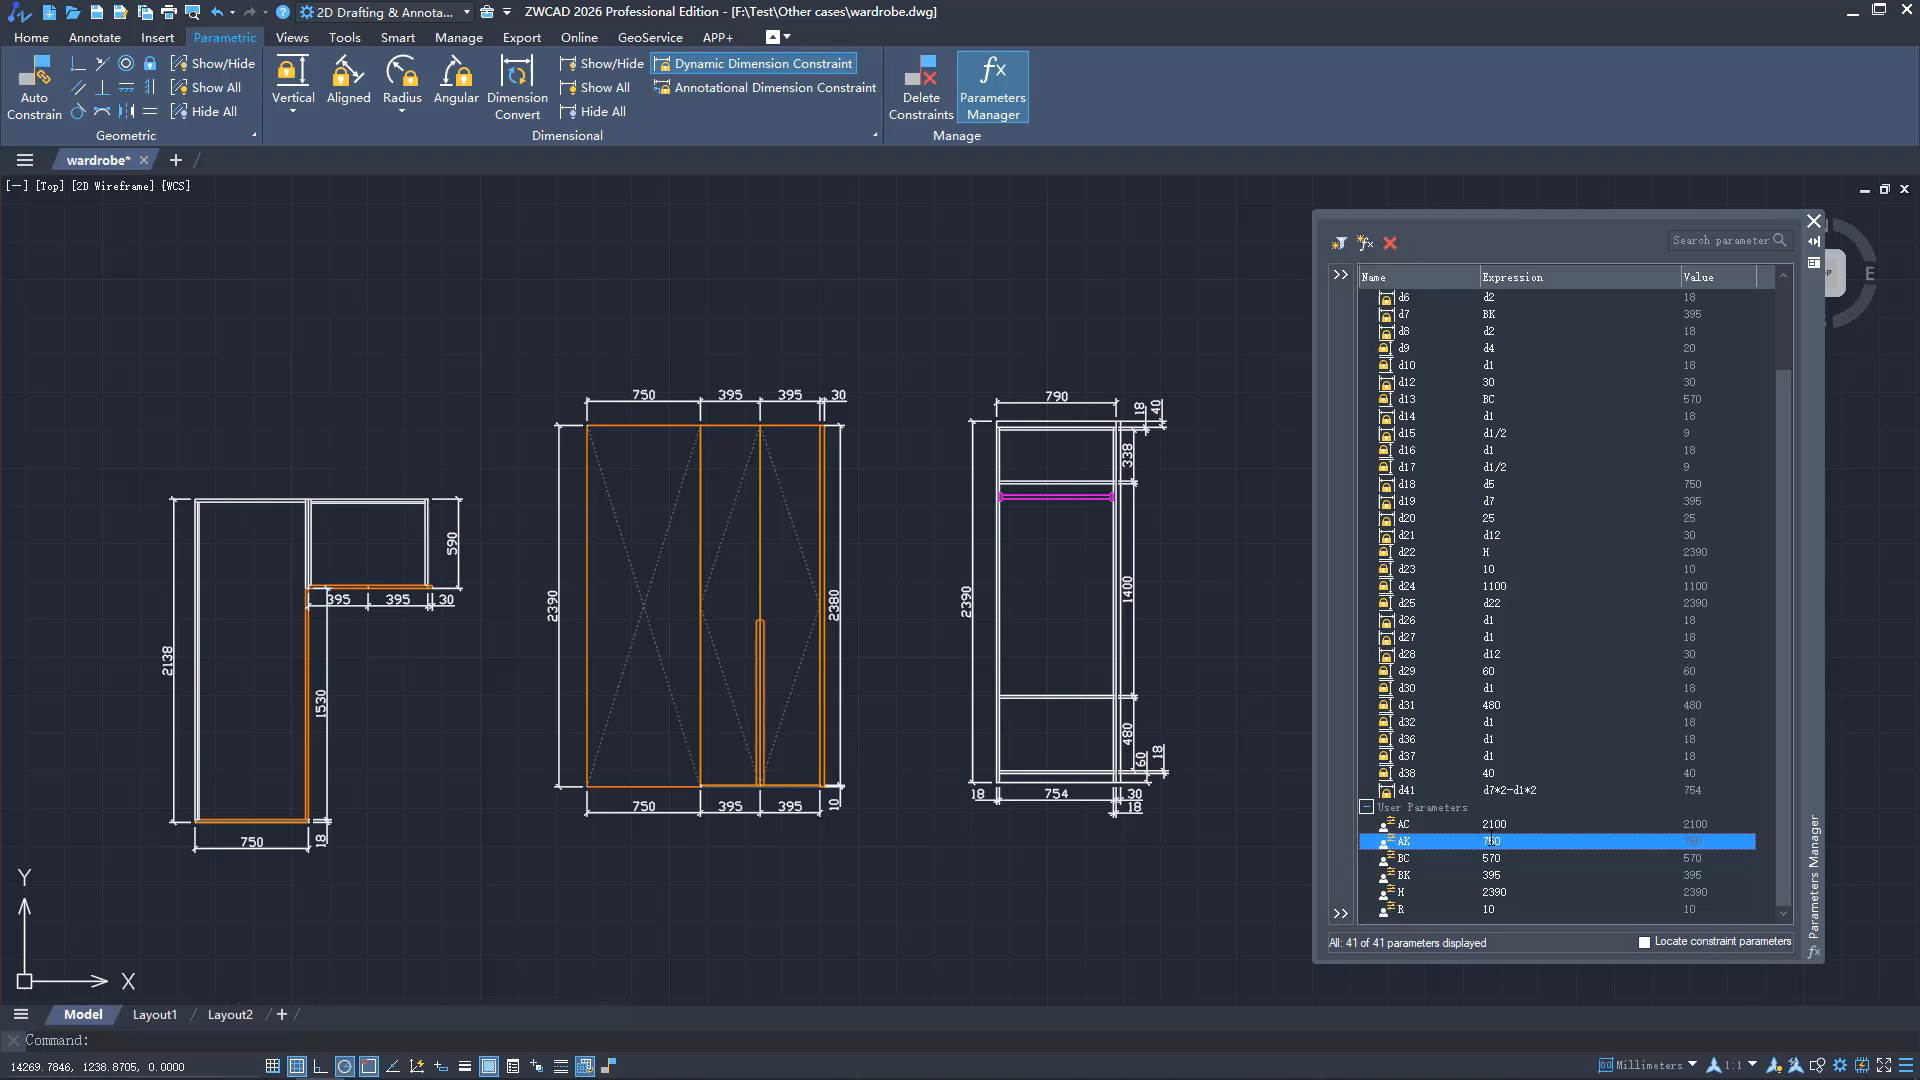 2D Drafting & Annota...
ZWCAD 2026 Professional Edition - [F:\Test\Other cases\wardrobe.dwg]
Home Annotate Insert Parametric Views Tools Smart Manage Export Online GeoService APP+
Auto Constrain
Show/Hide
Show All
Hide All
Geometric
Vertical
Aligned
Radius
Angular
Dimension Convert
Show/Hide
Show All
Hide All
Dynamic Dimension Constraint
Annotational Dimension Constraint
Dimensional
Delete Constraints
fx
Parameters Manager
Manage
wardrobe*
[-] [Top] [2D Wireframe] [WCS]
590
395 395 30
2138
1530
750
18
750 395 395 30
2390
2380
750 395 395
10
790
18
40
338
2390
1400
480
60
18
18 754 30
18
E
Search parameter
Name Expression Value
d6 d2 18
d7 BK 395
d8 d2 18
d9 d4 20
d10 d1 18
d12 30 30
d13 BC 570
d14 d1 18
d15 d1/2 9
d16 d1 18
d17 d1/2 9
d18 d5 750
d19 d7 395
d20 25 25
d21 d12 30
d22 H 2390
d23 10 10
d24 1100 1100
d25 d22 2390
d26 d1 18
d27 d1 18
d28 d12 30
d29 60 60
d30 d1 18
d31 480 480
d32 d1 18
d36 d1 18
d37 d1 18
d38 40 40
d41 d7*2-d1*2 754
User Parameters
AC 2100 2100
AK 750 750
BC 570 570
BK 395 395
H 2390 2390
R 10 10
All: 41 of 41 parameters displayed
Locate constraint parameters
Parameters Manager
fx
Y
X
Model Layout1 Layout2
Command:
14269.7846, 1238.8705, 0.0000
Millimeters
1:1